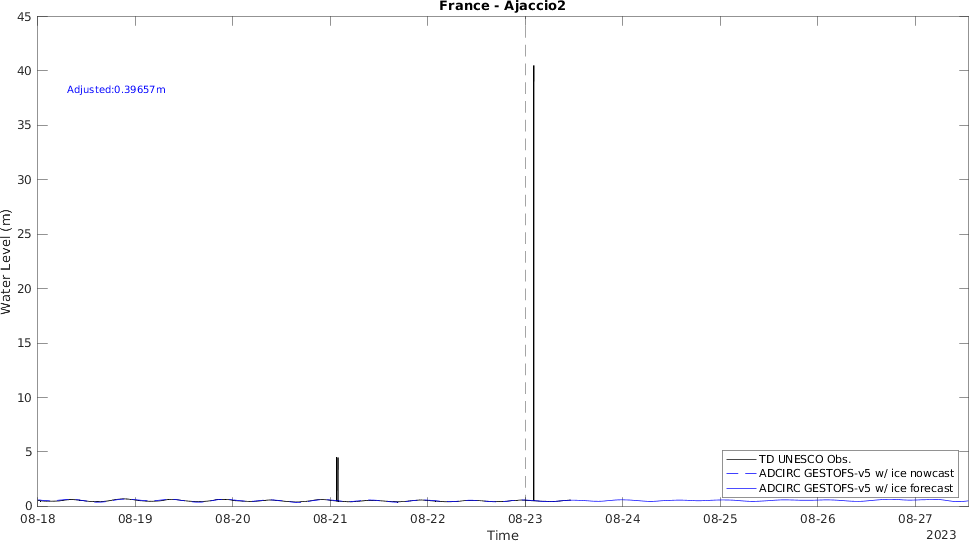 France - Ajaccio2
45
40
35
30
25
20
15
10
5
0
Water Level (m)
Adjusted:0.39657m
TD UNESCO Obs.
ADCIRC GESTOFS-v5 w/ ice nowcast
ADCIRC GESTOFS-v5 w/ ice forecast
08-18 08-19 08-20 08-21 08-22 08-23 08-24 08-25 08-26 08-27
Time
2023